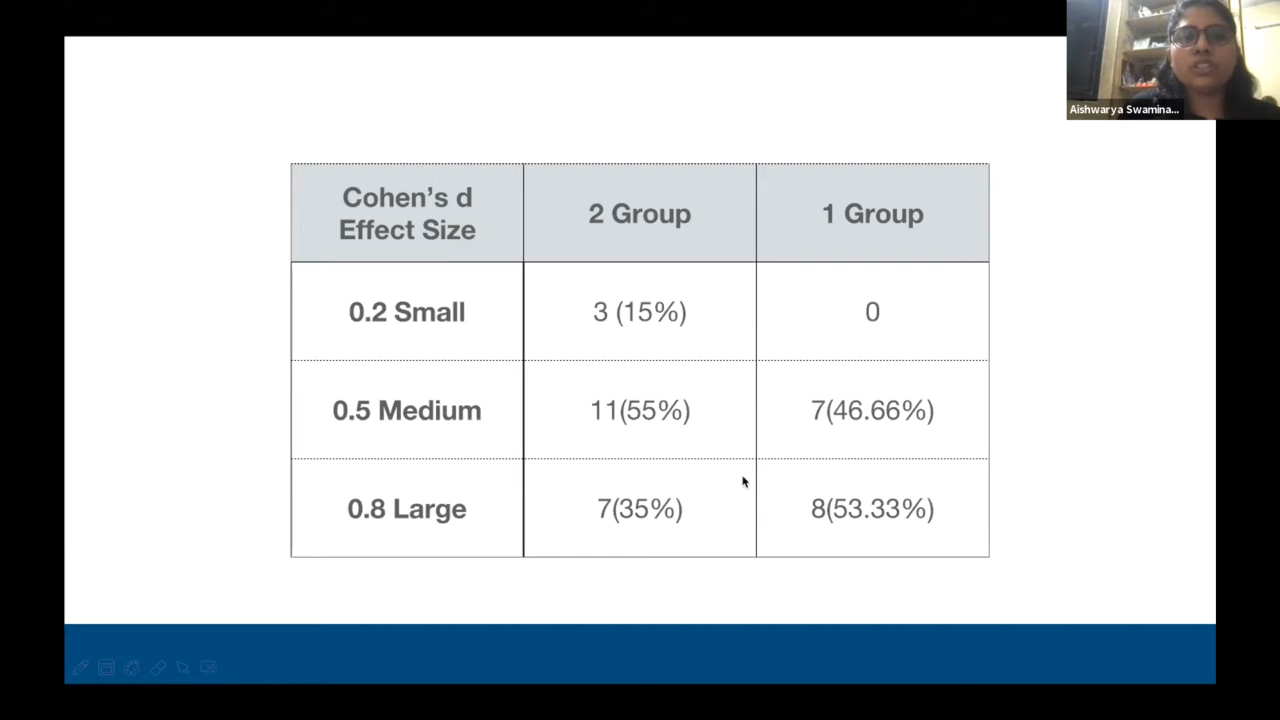 Aishwarya Swamina...
Cohen's d
Effect Size
2 Group
1 Group
0.2 Small
3 (15%)
0
0.5 Medium
11(55%)
7(46.66%)
0.8 Large
7(35%)
8(53.33%)